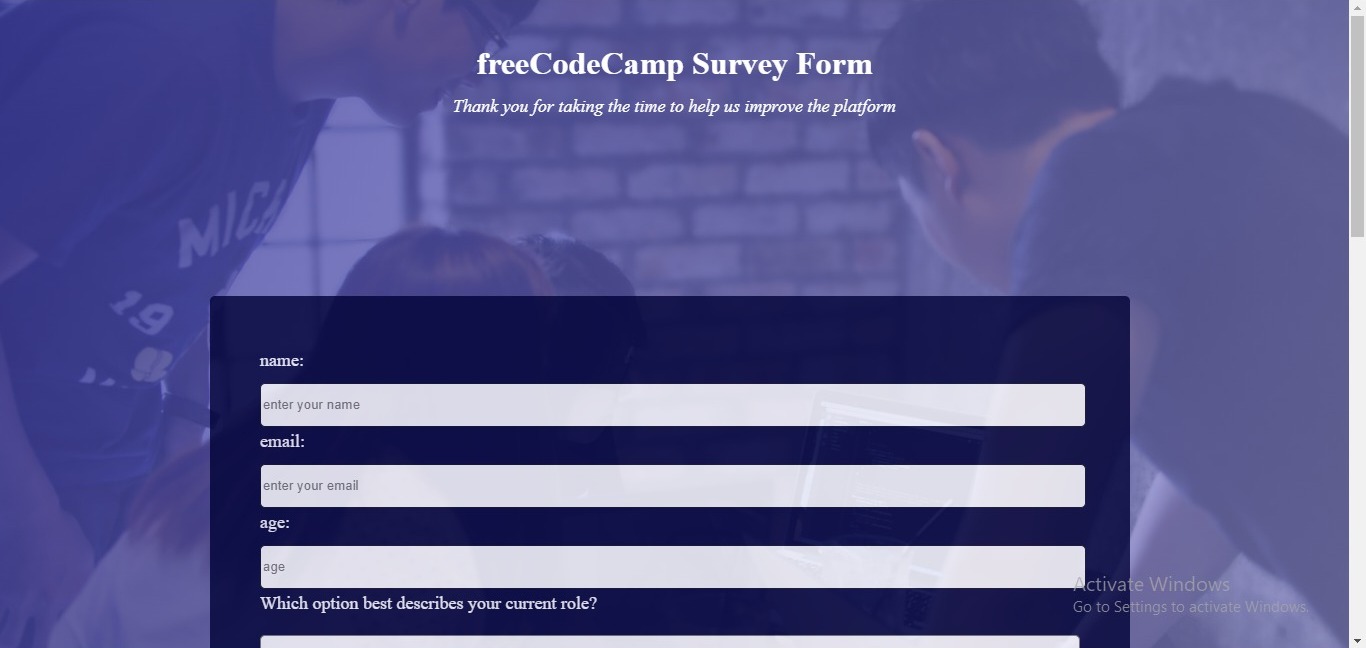 freeCodeCamp Survey Form
Thank you for taking the time to help us improve the platform
MICA
19
name:
enter your name
email:
enter your email
age:
age
Which option best describes your current role?
Activate Windows
Go to Settings to activate Windows.